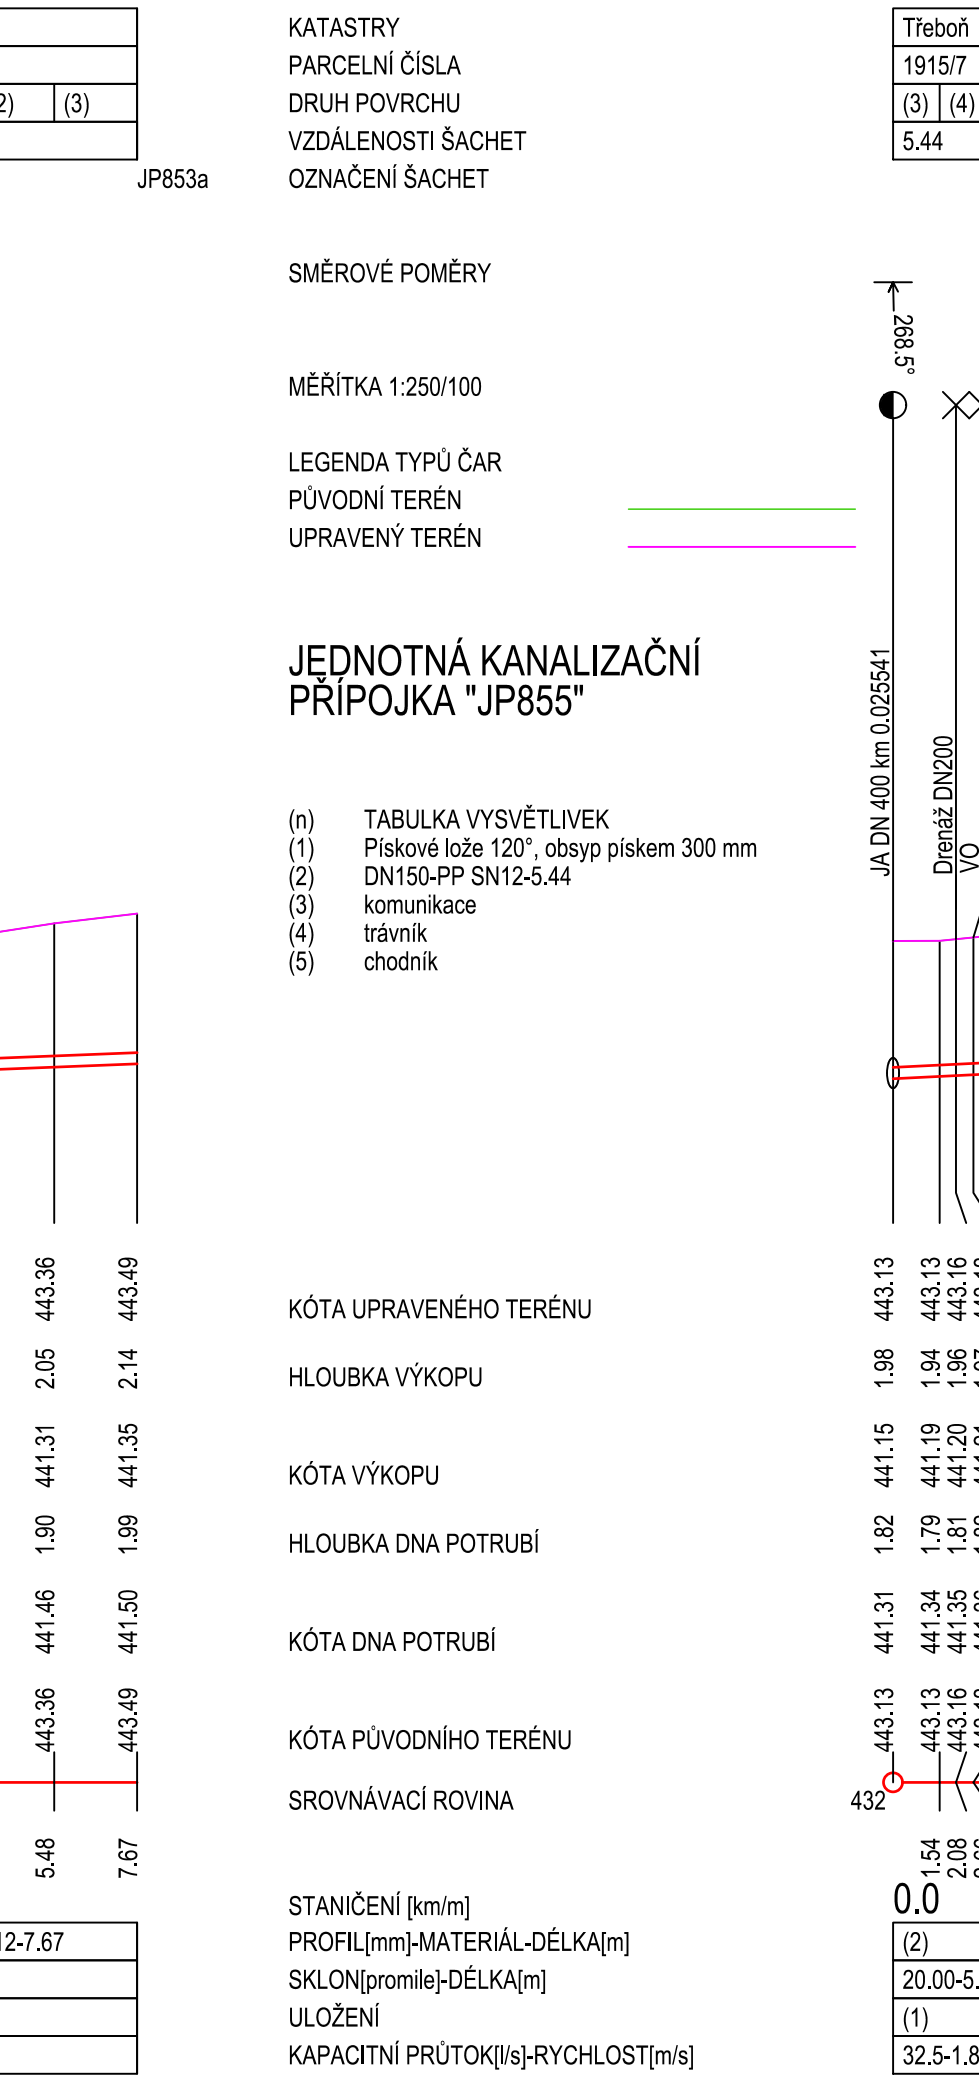 KATASTRY
Třeboň
PARCELNÍ ČÍSLA
1915/7
(3)
DRUH POVRCHU
(3) (4)
VZDÁLENOSTI ŠACHET
5.44
JP853a
OZNAČENÍ ŠACHET
SMĚROVÉ POMĚRY
268.5°
MĚŘÍTKA 1:250/100
LEGENDA TYPŮ ČAR
PŮVODNÍ TERÉN
UPRAVENÝ TERÉN
JEDNOTNÁ KANALIZAČNÍ
PŘÍPOJKA "JP855"
JA DN 400 km 0.025541
Drenáž DN200
VO
(n) TABULKA VYSVĚTLIVEK
(1) Pískové lože 120°, obsyp pískem 300 mm
(2) DN150-PP SN12-5.44
(3) komunikace
(4) trávník
(5) chodník
443.36 443.49
KÓTA UPRAVENÉHO TERÉNU
443.13 443.13 443.16
2.05 2.14
HLOUBKA VÝKOPU
1.98 1.94 1.96
441.31 441.35
KÓTA VÝKOPU
441.15 441.19 441.20
1.90 1.99
HLOUBKA DNA POTRUBÍ
1.82 1.79 1.81
441.46 441.50
KÓTA DNA POTRUBÍ
441.31 441.34 441.35
443.36 443.49
KÓTA PŮVODNÍHO TERÉNU
443.13 443.13 443.16
SROVNÁVACÍ ROVINA
432
5.48 7.67
1.54 2.08
STANIČENÍ [km/m]
0.0
12-7.67
PROFIL[mm]-MATERIÁL-DÉLKA[m]
(2)
SKLON[promile]-DÉLKA[m]
20.00-5.
ULOŽENÍ
(1)
KAPACITNÍ PRŮTOK[l/s]-RYCHLOST[m/s]
32.5-1.8